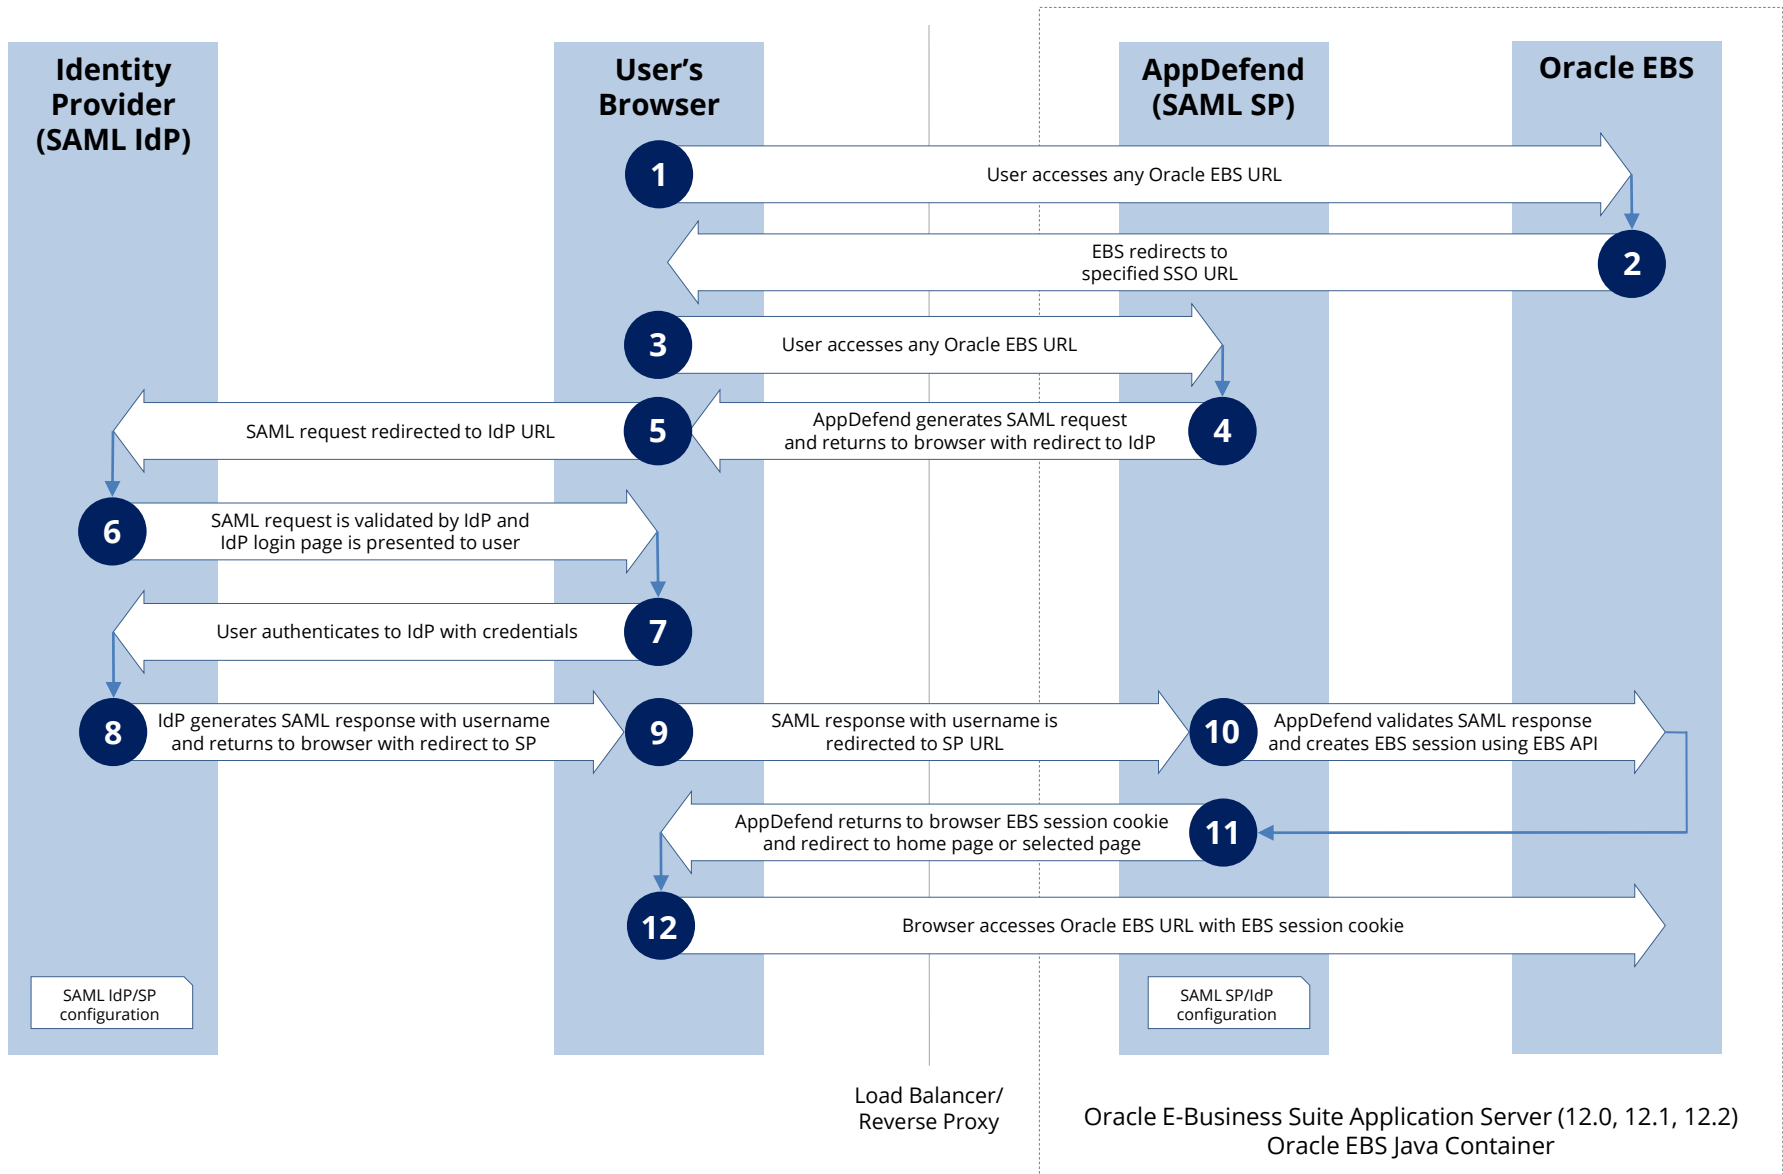 Identity
Provider
(SAML IdP)
User's
Browser
AppDefend
(SAML SP)
Oracle EBS
1
User accesses any Oracle EBS URL
EBS redirects to
specified SSO URL
2
3
User accesses any Oracle EBS URL
SAML request redirected to IdP URL
5
AppDefend generates SAML request
and returns to browser with redirect to IdP
4
6
SAML request is validated by IdP and
IdP login page is presented to user
User authenticates to IdP with credentials
7
8
IdP generates SAML response with username
and returns to browser with redirect to SP
9
SAML response with username is
redirected to SP URL
10
AppDefend validates SAML response
and creates EBS session using EBS API
AppDefend returns to browser EBS session cookie
and redirect to home page or selected page
11
12
Browser accesses Oracle EBS URL with EBS session cookie
SAML IdP/SP
configuration
SAML SP/IdP
configuration
Load Balancer/
Reverse Proxy
Oracle E-Business Suite Application Server (12.0, 12.1, 12.2)
Oracle EBS Java Container